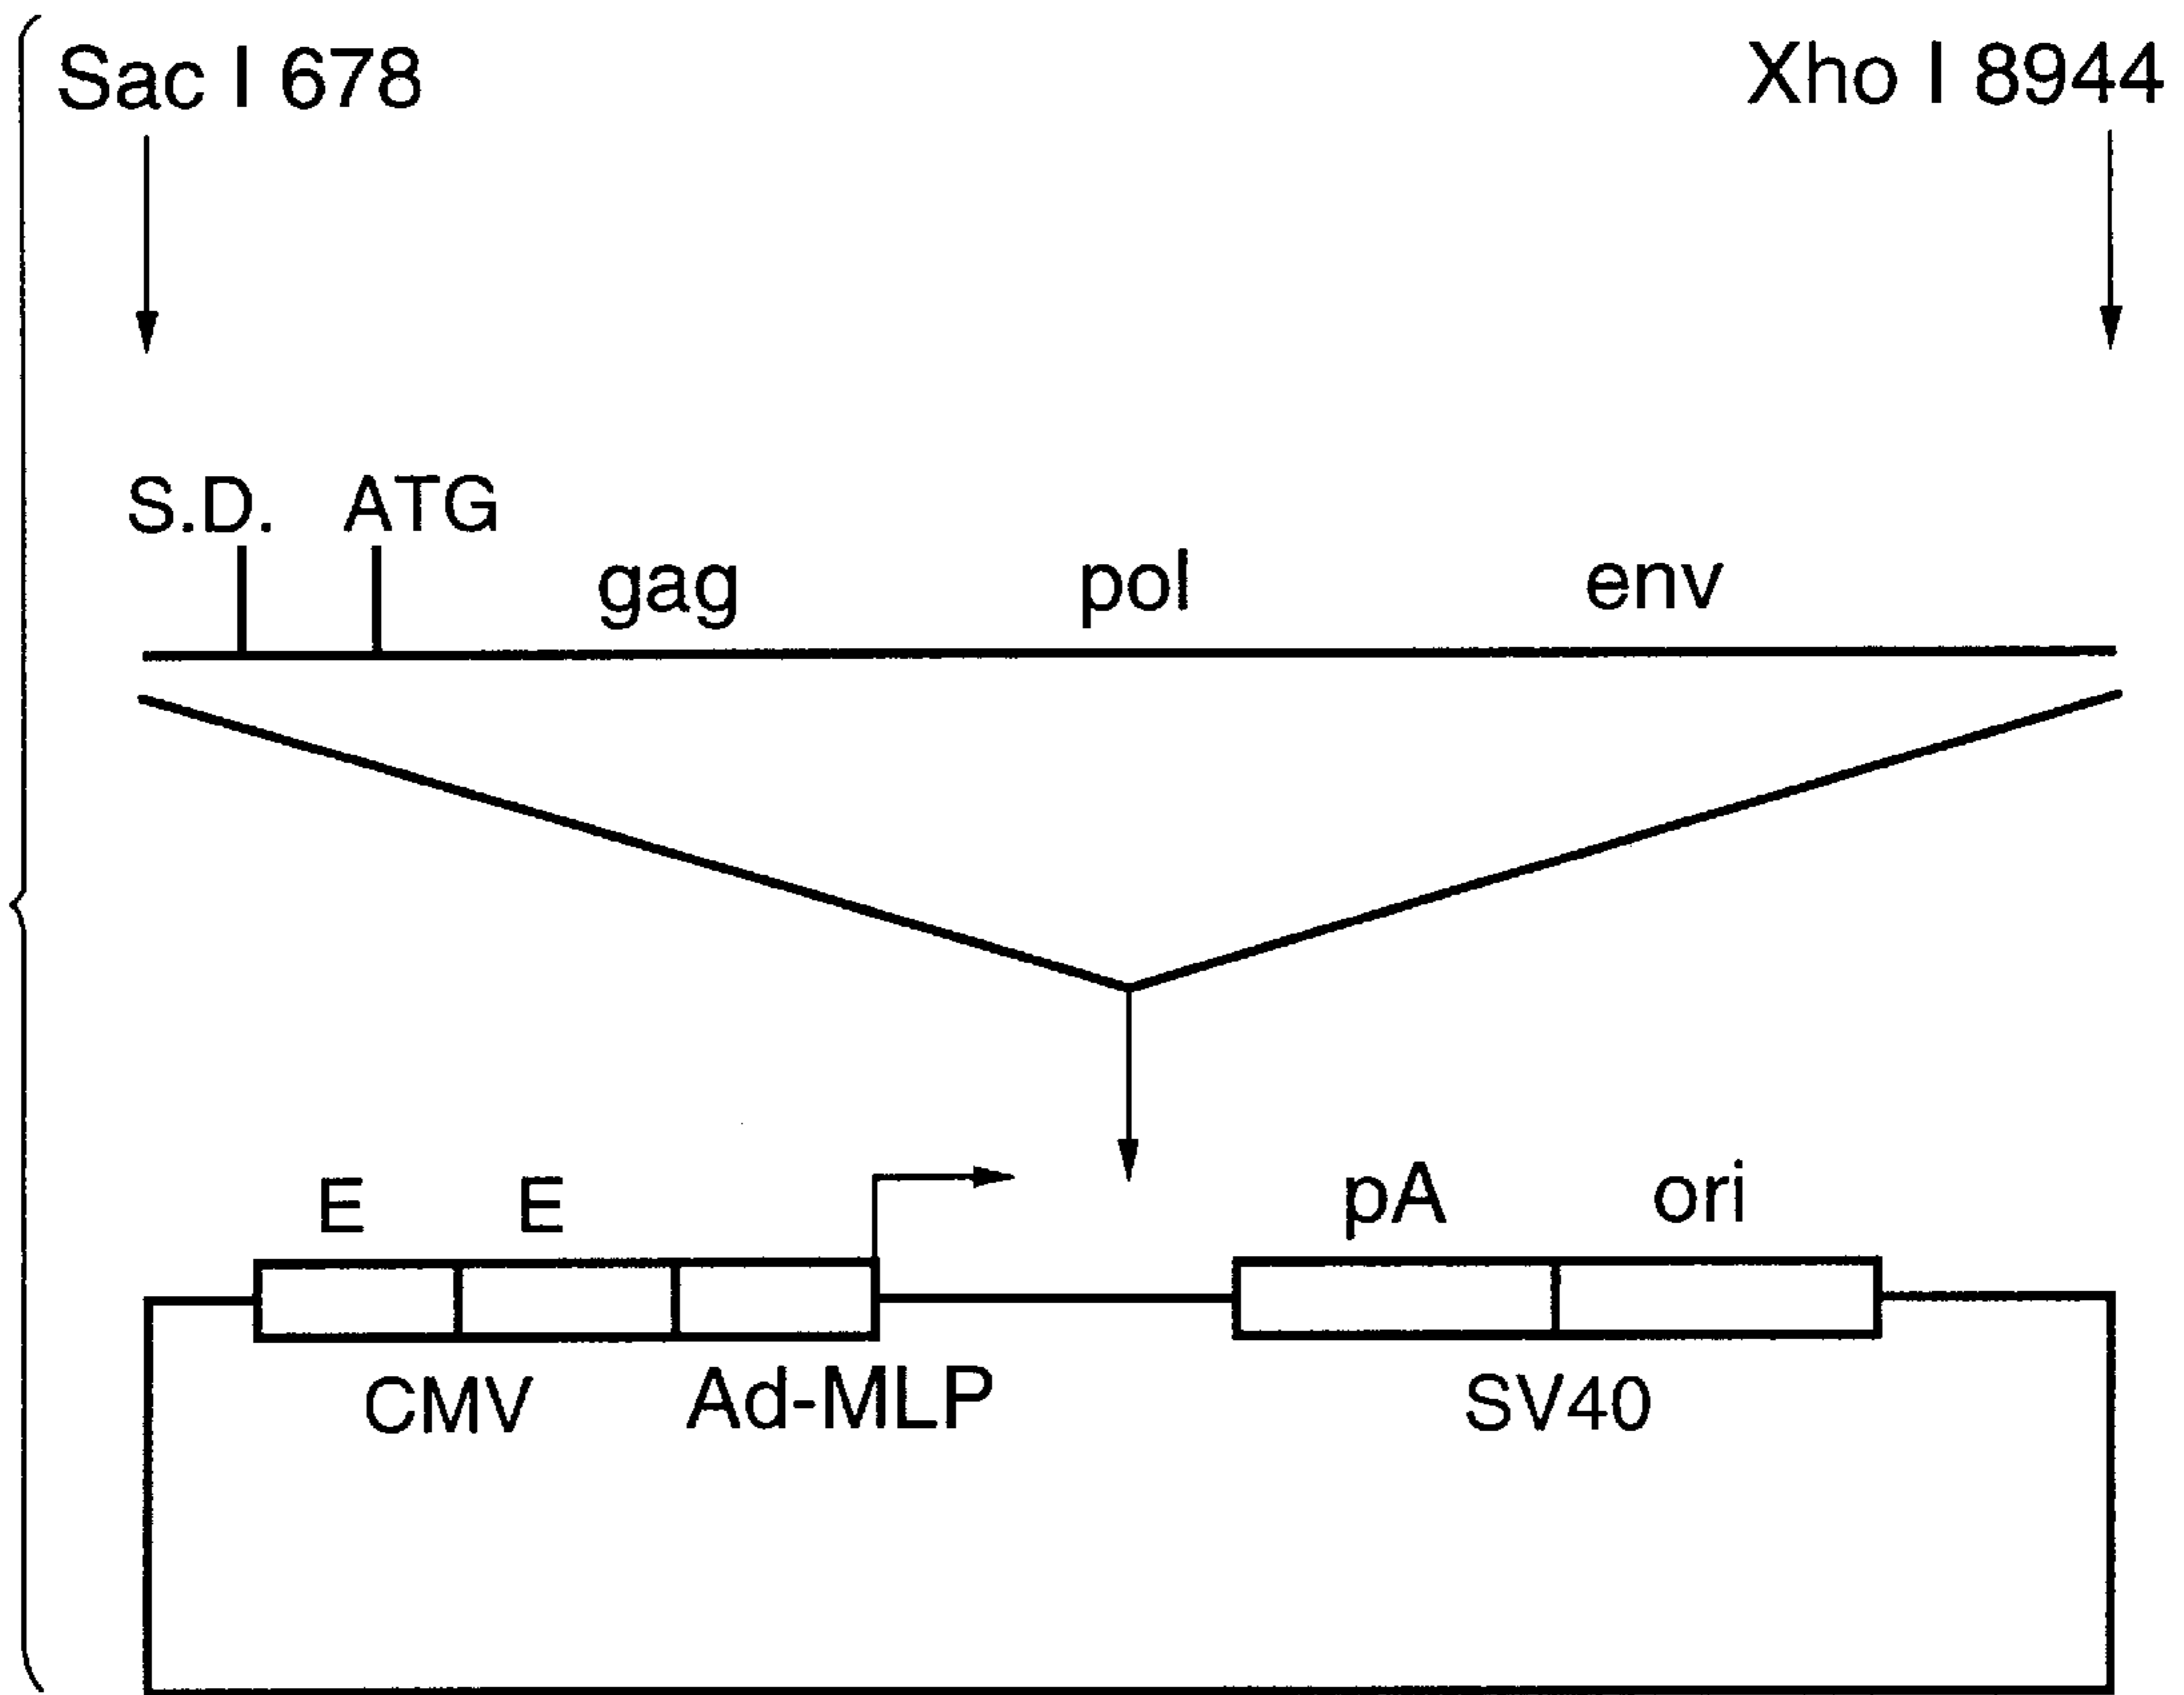 Sac I 678 Xho I 8944
S.D. ATG
gag pol env
E E pA ori
CMV Ad-MLP SV40